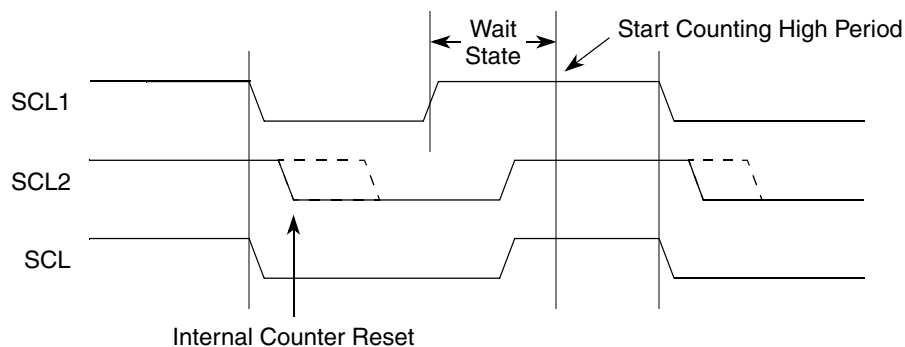 Wait
State
Start Counting High Period
SCL1
SCL2
SCL
Internal Counter Reset